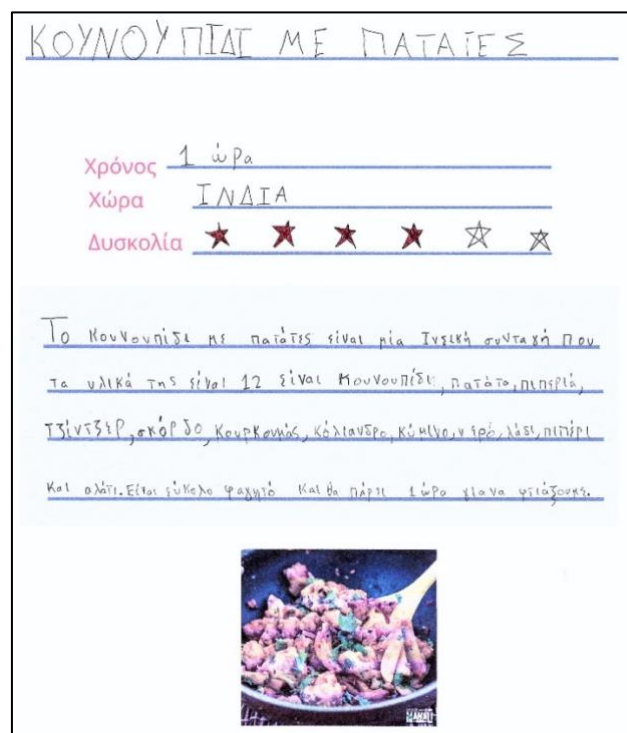 ΚΟΥΝΟΥΠΙΔΙ ΜΕ ΠΑΤΑΤΕΣ
Χρόνος 1 ώρα
Χώρα ΙΝΔΙΑ
Δυσκολία
Το κουνουπίδι με πατάτες είναι μία Ινδική συνταγή που
τα υλικά της είναι 12 είναι κουνουπίδι, πατάτα, πιπεριά,
τζίντζερ, σκόρδο, κουρκουμάς, κόλιανδρο, κύμινο, νερό, λάδι, πιπέρι
και αλάτι. Είναι εύκολο φαγητό και θα πάρει 1 ώρα για να φτιάξουμε.